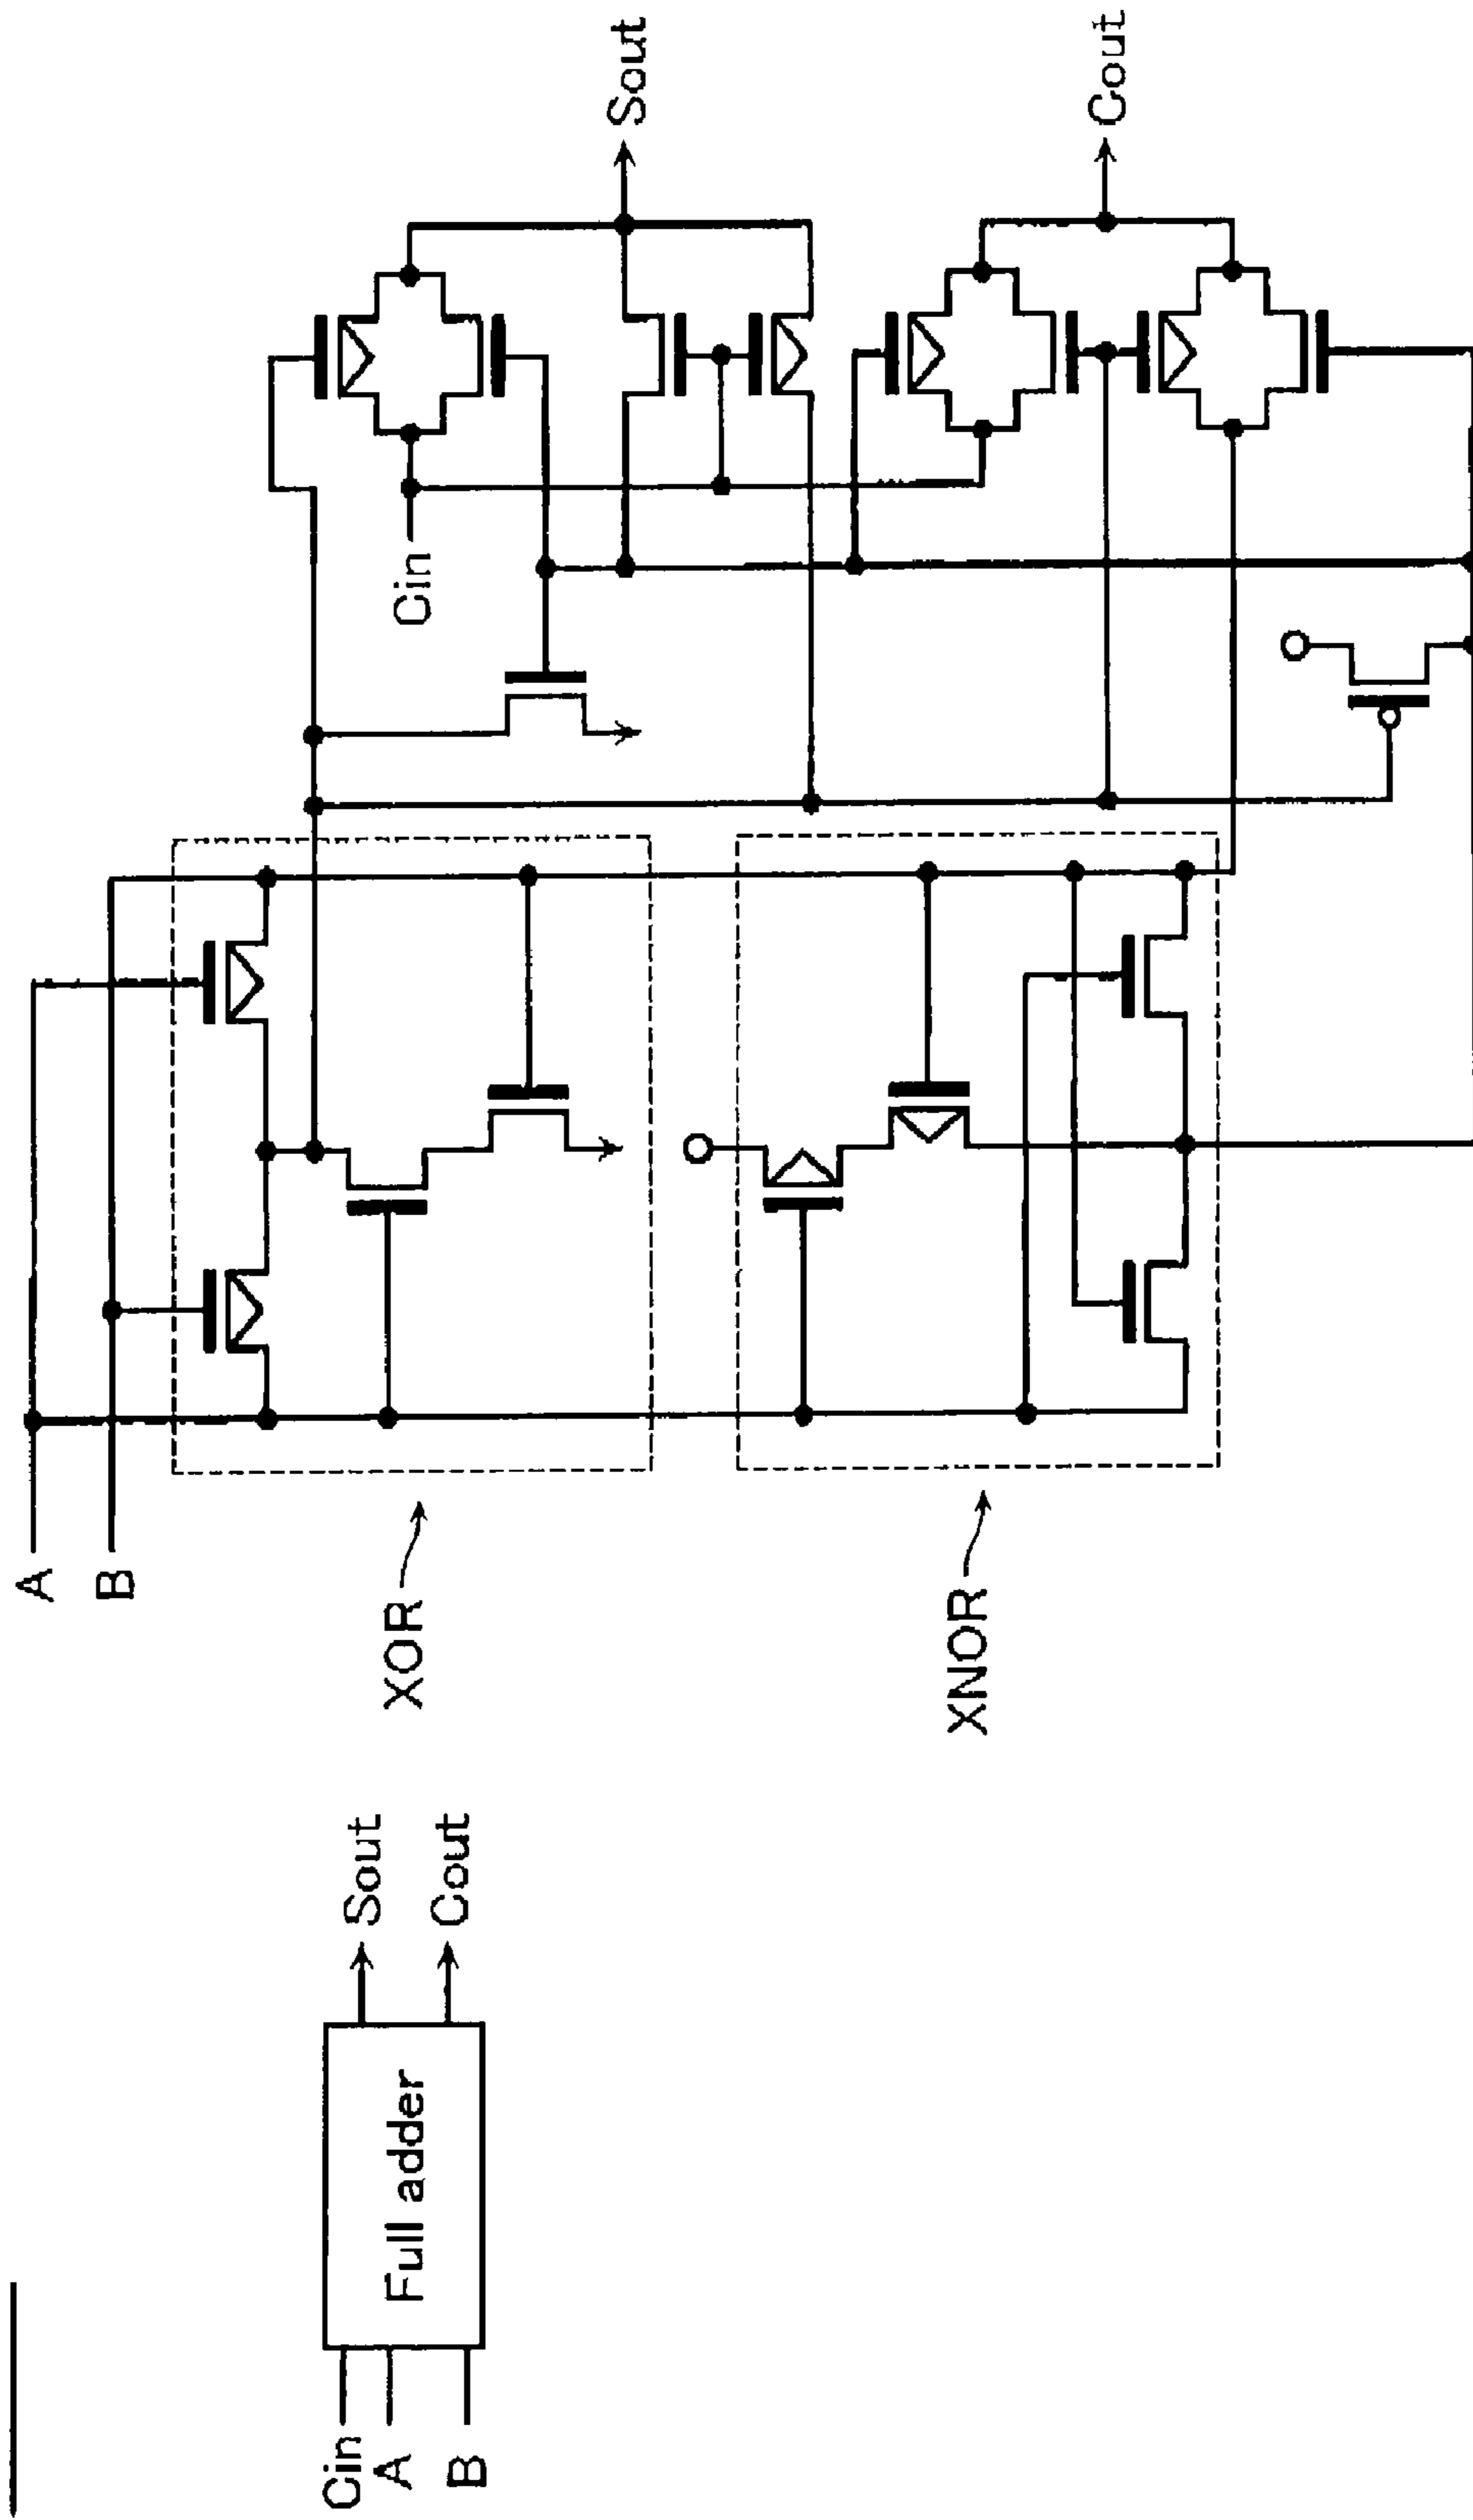 Cin
A
B
Full adder
Sout
Cout
A
B
XOR
XNOR
Cin
Sout
Cout